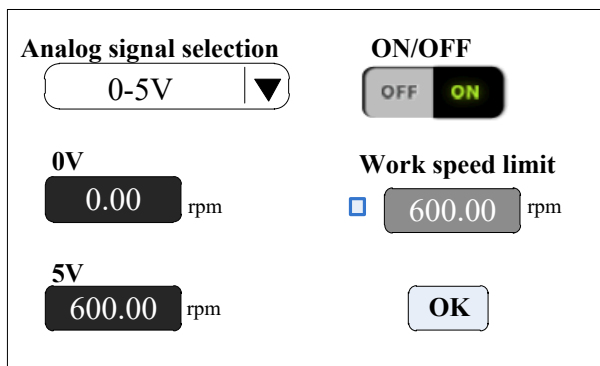 Analog signal selection
0-5V
ON/OFF
OFF ON
0V
0.00 rpm
Work speed limit
600.00 rpm
5V
600.00 rpm
OK